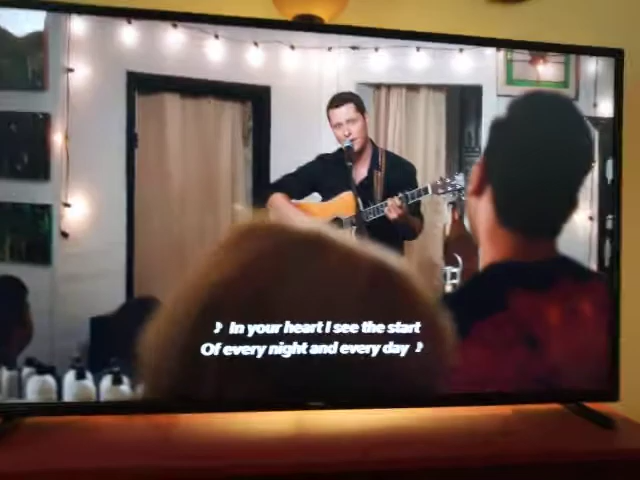 ♪ In your heart I see the start
Of every night and every day ♪